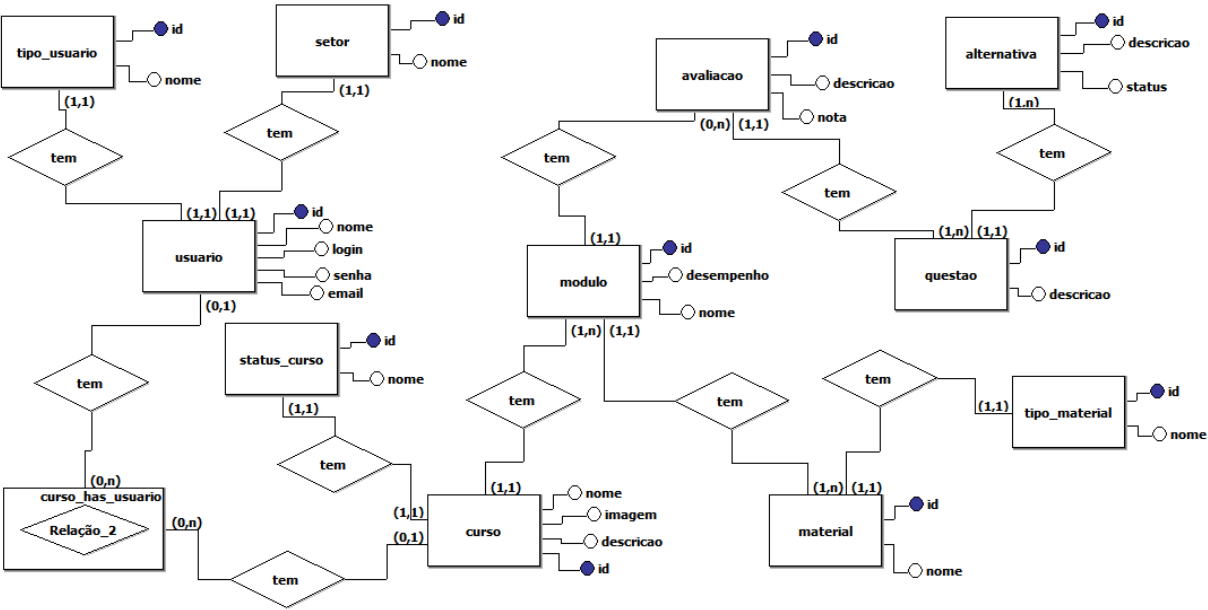 tipo_usuario
id
nome
(1,1)
tem
setor
id
nome
(1,1)
tem
(1,1)
(1,1)
usuario
id
nome
login
senha
email
(0,1)
tem
(0,n)
curso_has_usuario
Relação_2
(0,n)
tem
status_curso
id
nome
(1,1)
tem
(1,1)
(0,1)
curso
nome
imagem
descricao
id
(1,1)
tem
(1,n)
(1,1)
modulo
id
desempenho
nome
(1,1)
tem
avaliacao
id
descricao
nota
(0,n)
(1,1)
tem
alternativa
id
descricao
status
(1.n)
tem
(1,n)
(1,1)
questao
id
descricao
tem
(1,n)
(1,1)
material
id
nome
tem
(1,1)
tipo_material
id
nome